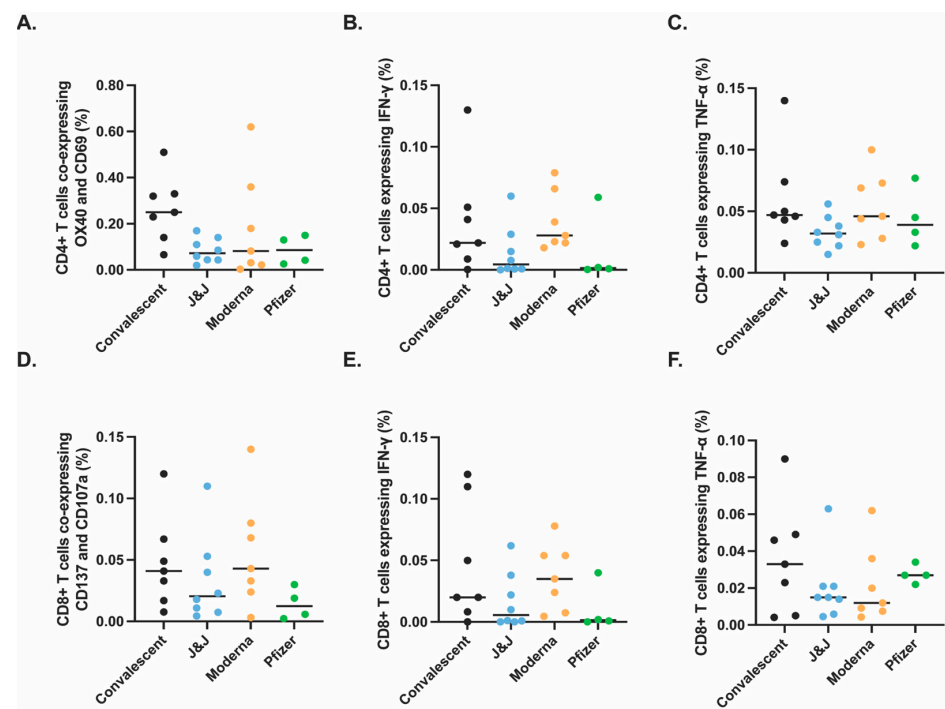 A.
CD4+ T cells co-expressing
OX40 and CD69 (%)
0.80
0.60
0.40
0.20
0.00
Convalescent
J&J
Moderna
Pfizer
B.
CD4+ T cells expressing IFN-γ (%)
0.15
0.10
0.05
0.00
Convalescent
J&J
Moderna
Pfizer
C.
CD4+ T cells expressing TNF-α (%)
0.15
0.10
0.05
0.00
Convalescent
J&J
Moderna
Pfizer
D.
CD8+ T cells co-expressing
CD137 and CD107a (%)
0.15
0.10
0.05
0.00
Convalescent
J&J
Moderna
Pfizer
E.
CD8+ T cells expressing IFN-γ (%)
0.15
0.10
0.05
0.00
Convalescent
J&J
Moderna
Pfizer
F.
CD8+ T cells expressing TNF-α (%)
0.10
0.08
0.06
0.04
0.02
0.00
Convalescent
J&J
Moderna
Pfizer